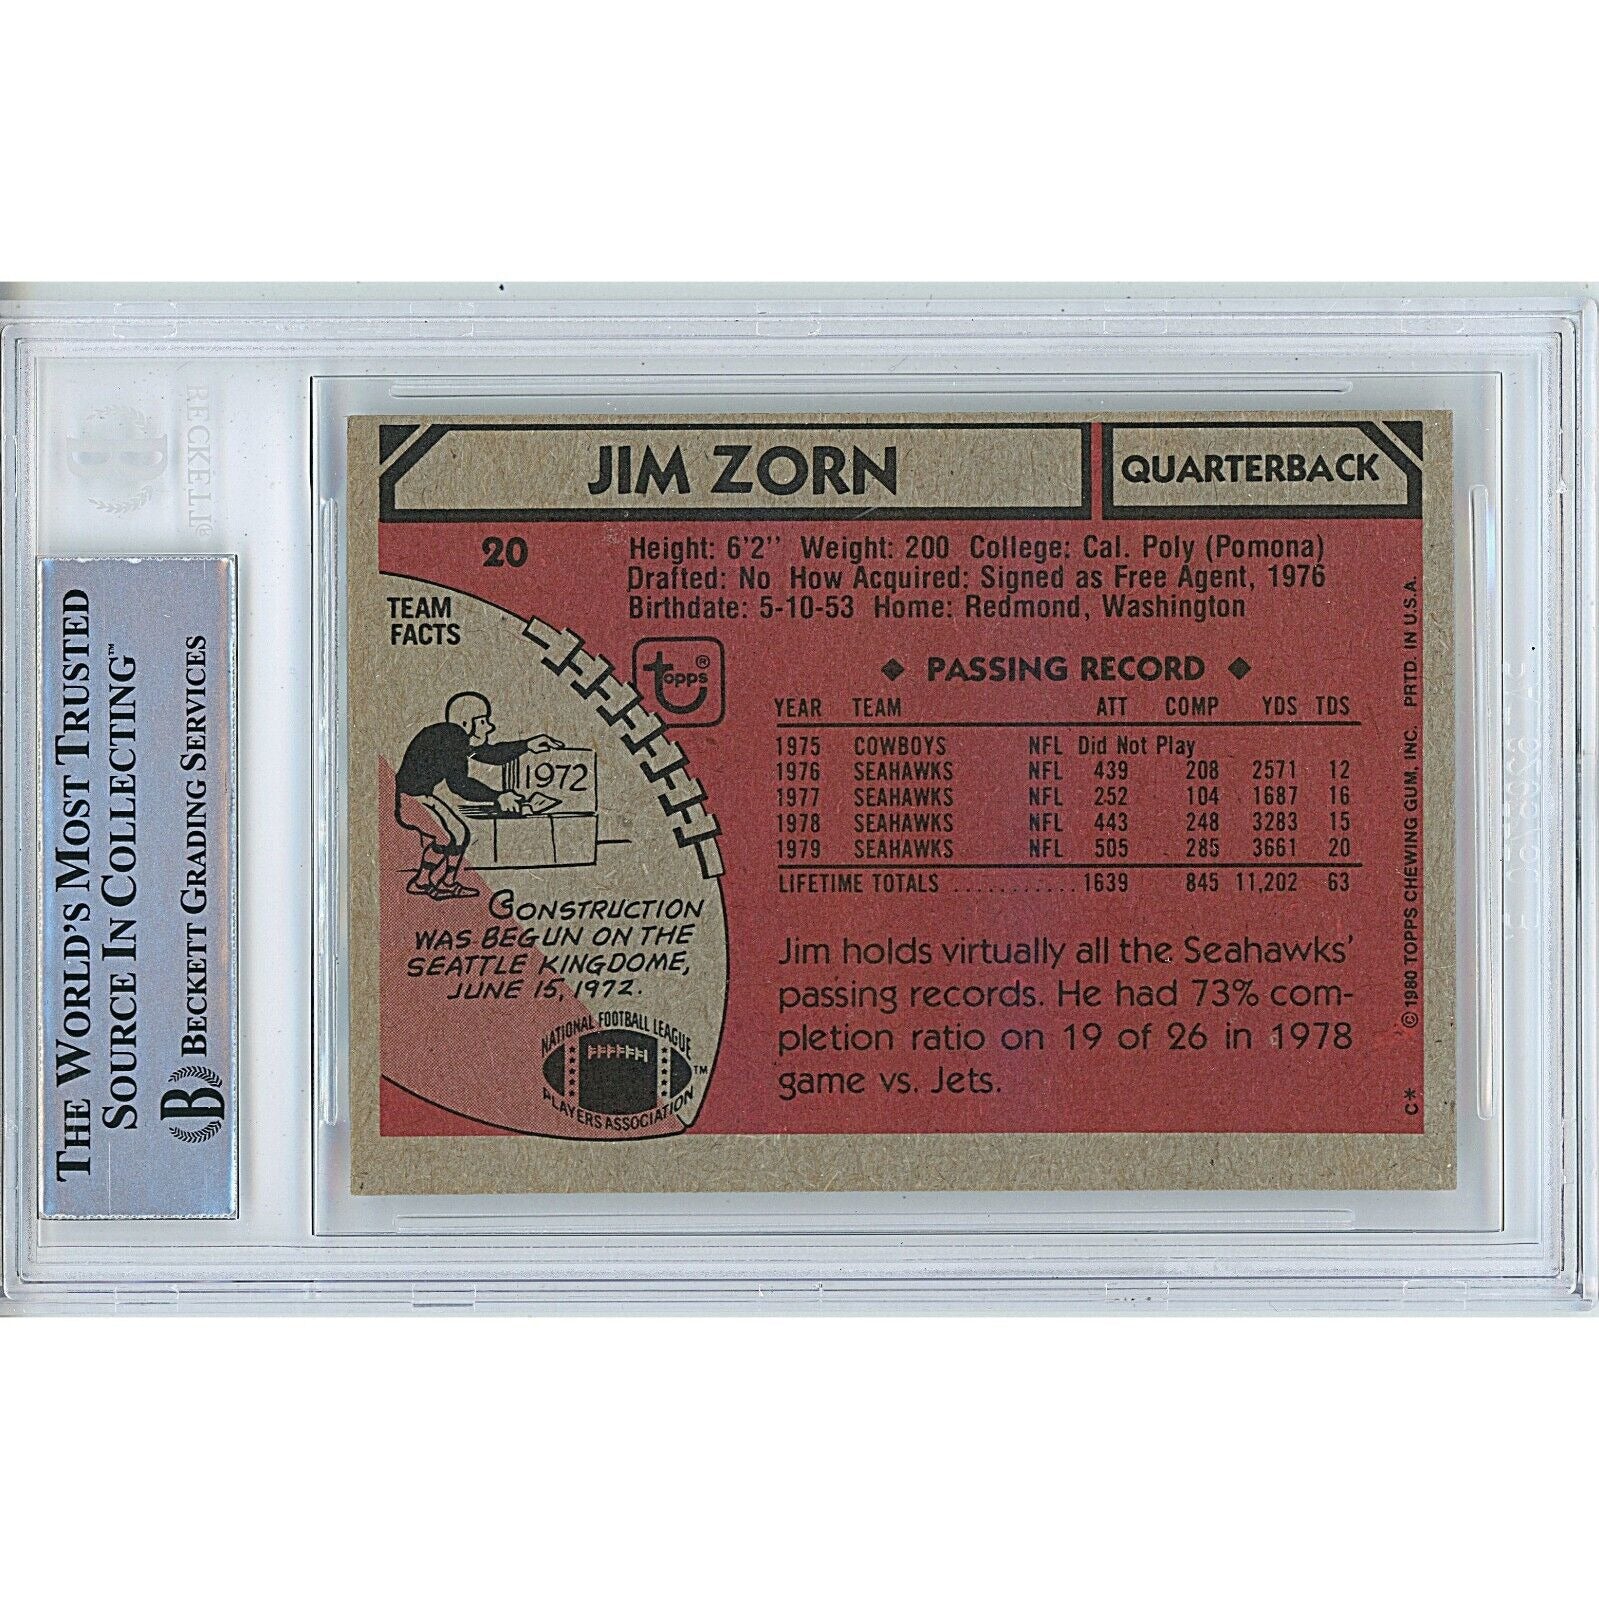 BECKETT®
THE WORLD'S MOST TRUSTED
SOURCE IN COLLECTING™
B BECKETT GRADING SERVICES
JIM ZORN
QUARTERBACK
20
Height: 6'2'' Weight: 200 College: Cal. Poly (Pomona)
Drafted: No How Acquired: Signed as Free Agent, 1976
Birthdate: 5-10-53 Home: Redmond, Washington
TEAM
FACTS
topps®
1972
CONSTRUCTION
WAS BEGUN ON THE
SEATTLE KINGDOME,
JUNE 15, 1972.
NATIONAL FOOTBALL LEAGUE
PLAYERS ASSOCIATION™
PASSING RECORD
YEAR TEAM ATT COMP YDS TDS
1975 COWBOYS NFL Did Not Play
1976 SEAHAWKS NFL 439 208 2571 12
1977 SEAHAWKS NFL 252 104 1687 16
1978 SEAHAWKS NFL 443 248 3283 15
1979 SEAHAWKS NFL 505 285 3661 20
LIFETIME TOTALS ........... 1639 845 11,202 63
Jim holds virtually all the Seahawks'
passing records. He had 73% com-
pletion ratio on 19 of 26 in 1978
game vs. Jets.
C* © 1980 TOPPS CHEWING GUM, INC. PRTD. IN U.S.A.